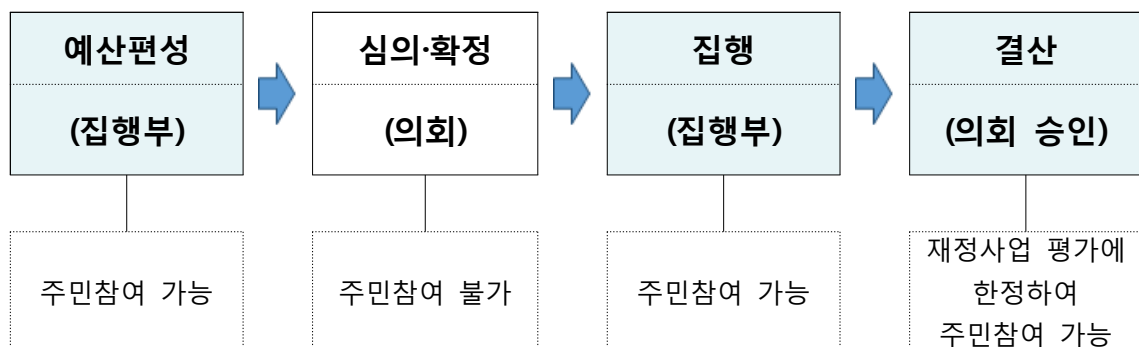 예산편성
(집행부)
심의·확정
(의회)
집행
(집행부)
결산
(의회 승인)
주민참여 가능
주민참여 불가
주민참여 가능
재정사업 평가에
한정하여
주민참여 가능